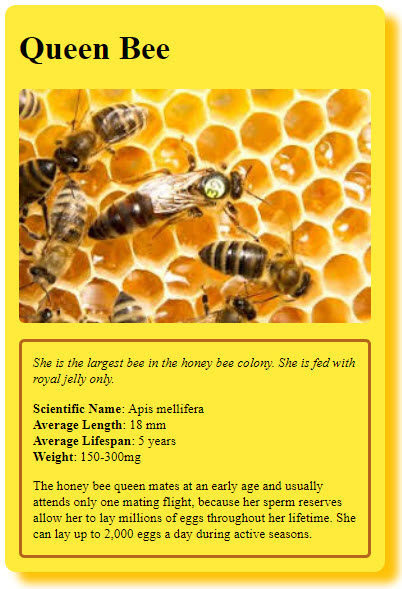 Queen Bee
She is the largest bee in the honey bee colony. She is fed with
royal jelly only.
Scientific Name: Apis mellifera
Average Length: 18 mm
Average Lifespan: 5 years
Weight: 150-300mg
The honey bee queen mates at an early age and usually
attends only one mating flight, because her sperm reserves
allow her to lay millions of eggs throughout her lifetime. She
can lay up to 2,000 eggs a day during active seasons.